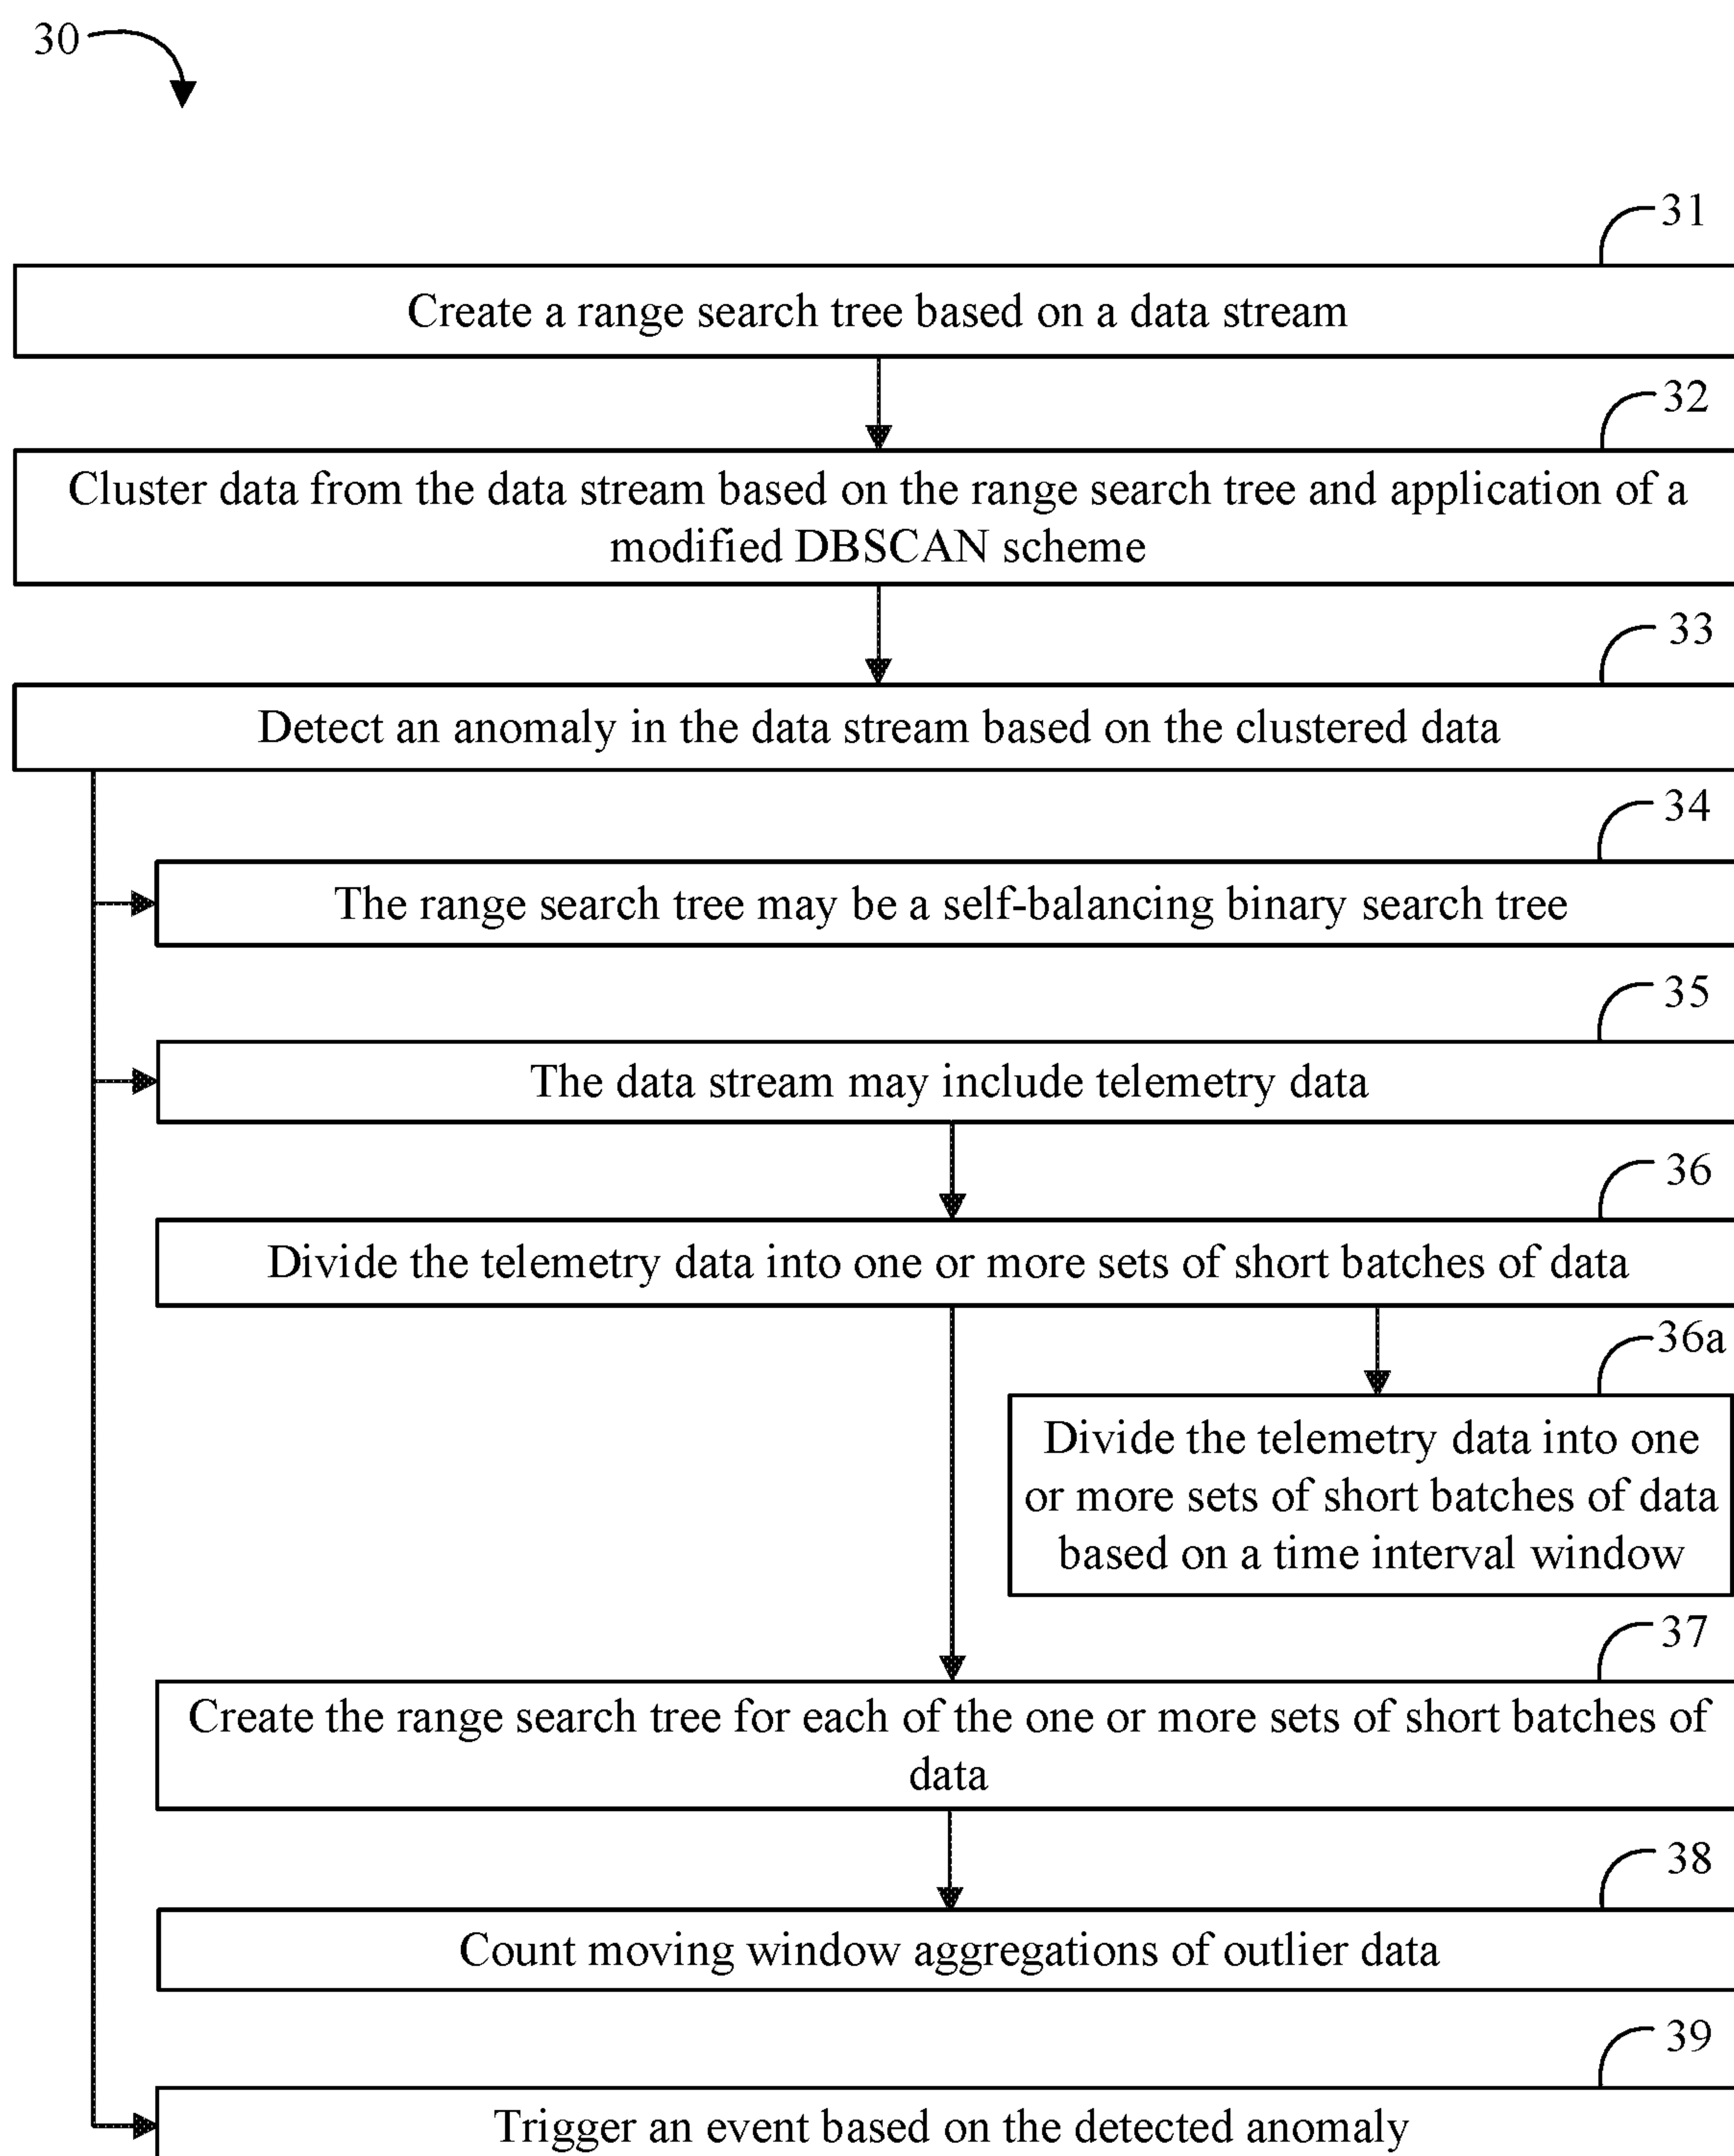 30
31
Create a range search tree based on a data stream
32
Cluster data from the data stream based on the range search tree and application of a
modified DBSCAN scheme
33
Detect an anomaly in the data stream based on the clustered data
34
The range search tree may be a self-balancing binary search tree
35
The data stream may include telemetry data
36
Divide the telemetry data into one or more sets of short batches of data
36a
Divide the telemetry data into one
or more sets of short batches of data
based on a time interval window
37
Create the range search tree for each of the one or more sets of short batches of
data
38
Count moving window aggregations of outlier data
39
Trigger an event based on the detected anomaly